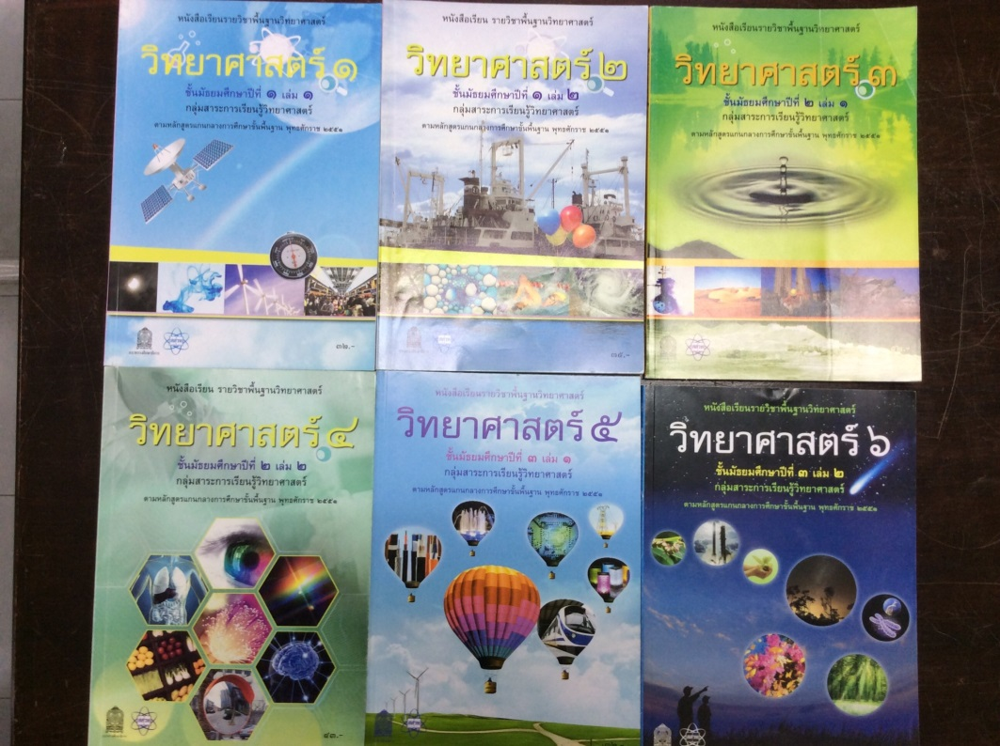 หนังสือเรียน รายวิชาพื้นฐานวิทยาศาสตร์
วิทยาศาสตร์ ๑
ชั้นมัธยมศึกษาปีที่ ๑ เล่ม ๑
กลุ่มสาระการเรียนรู้วิทยาศาสตร์
ตามหลักสูตรแกนกลางการศึกษาขั้นพื้นฐาน พุทธศักราช ๒๕๕๑
๓๒.-
หนังสือเรียน รายวิชาพื้นฐานวิทยาศาสตร์
วิทยาศาสตร์ ๒
ชั้นมัธยมศึกษาปีที่ ๑ เล่ม ๒
กลุ่มสาระการเรียนรู้วิทยาศาสตร์
ตามหลักสูตรแกนกลางการศึกษาขั้นพื้นฐาน พุทธศักราช ๒๕๕๑
หนังสือเรียนรายวิชาพื้นฐานวิทยาศาสตร์
วิทยาศาสตร์ ๓
ชั้นมัธยมศึกษาปีที่ ๒ เล่ม ๑
กลุ่มสาระการเรียนรู้วิทยาศาสตร์
ตามหลักสูตรแกนกลางการศึกษาขั้นพื้นฐาน พุทธศักราช ๒๕๕๑
หนังสือเรียน รายวิชาพื้นฐานวิทยาศาสตร์
วิทยาศาสตร์ ๔
ชั้นมัธยมศึกษาปีที่ ๒ เล่ม ๒
กลุ่มสาระการเรียนรู้วิทยาศาสตร์
ตามหลักสูตรแกนกลางการศึกษาขั้นพื้นฐาน พุทธศักราช ๒๕๕๑
หนังสือเรียนรายวิชาพื้นฐานวิทยาศาสตร์
วิทยาศาสตร์ ๕
ชั้นมัธยมศึกษาปีที่ ๓ เล่ม ๑
กลุ่มสาระการเรียนรู้วิทยาศาสตร์
ตามหลักสูตรแกนกลางการศึกษาขั้นพื้นฐาน พุทธศักราช ๒๕๕๑
หนังสือเรียนรายวิชาพื้นฐานวิทยาศาสตร์
วิทยาศาสตร์ ๖
ชั้นมัธยมศึกษาปีที่ ๓ เล่ม ๒
กลุ่มสาระการเรียนรู้วิทยาศาสตร์
ตามหลักสูตรแกนกลางการศึกษาขั้นพื้นฐาน พุทธศักราช ๒๕๕๑